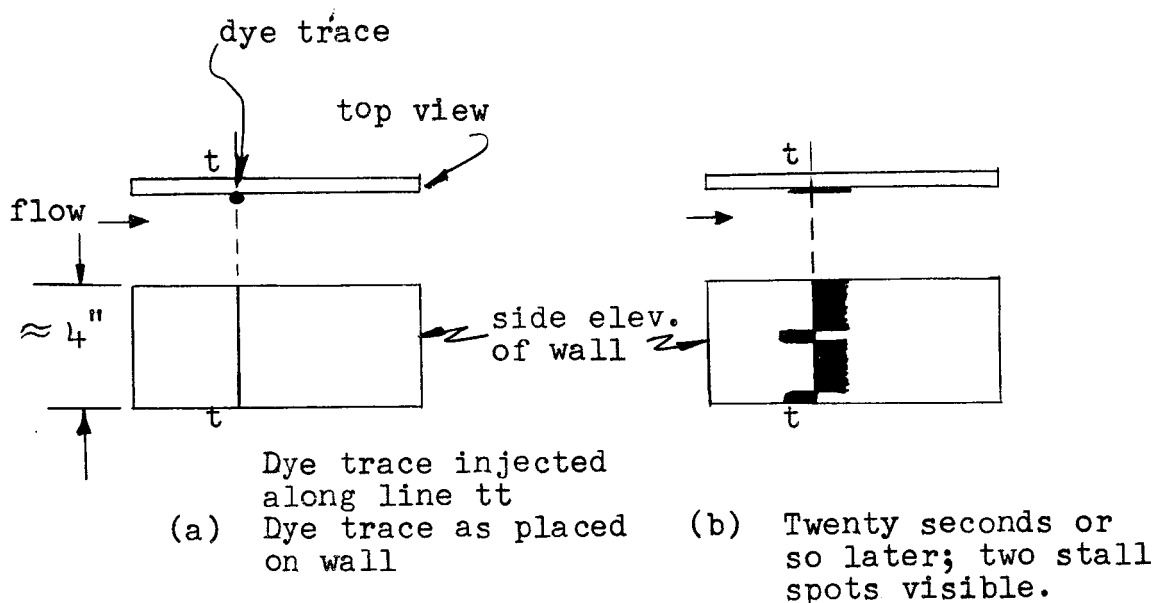 dye trace
top view
t
t
flow
≈ 4"
side elev.
of wall
t
t
Dye trace injected
along line tt
(a) Dye trace as placed
on wall
(b) Twenty seconds or
so later; two stall
spots visible.